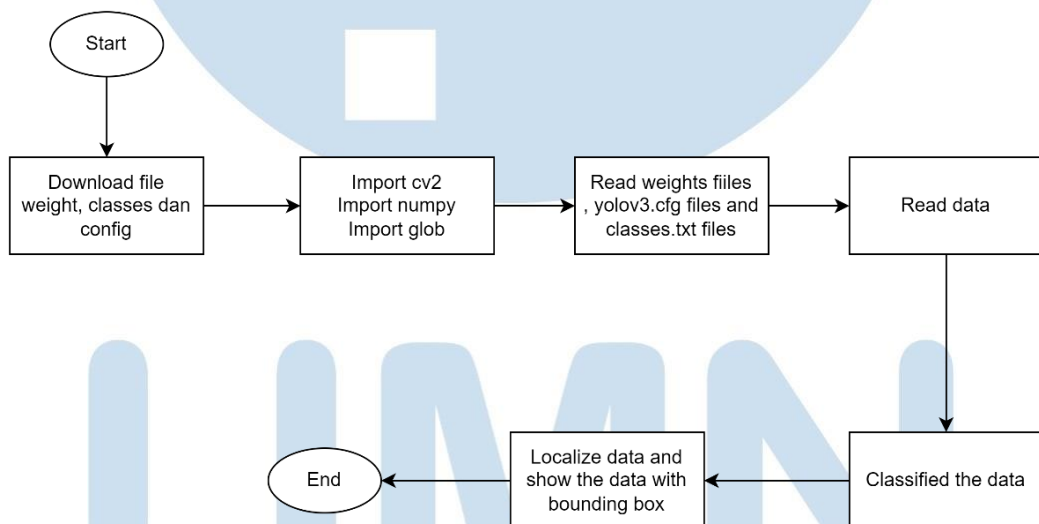 Start
Download file
weight, classes dan
config
Import cv2
Import numpy
Import glob
Read weights fiiles
, yolov3.cfg files and
classes.txt files
Read data
Classified the data
Localize data and
show the data with
bounding box
End
UMN